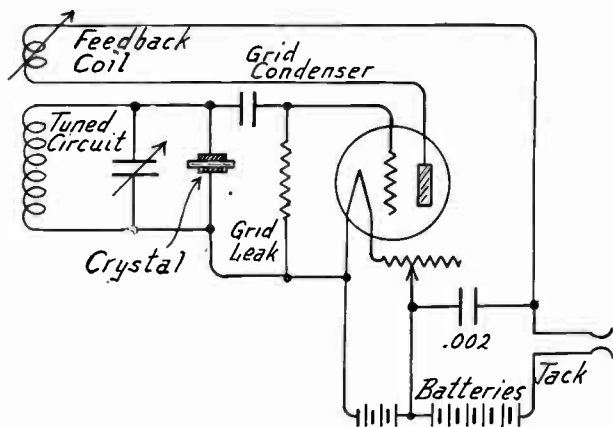 Feedback
Coil
Grid
Condenser
Tuned
Circuit
Crystal
Grid
Leak
.002
Batteries
Jack